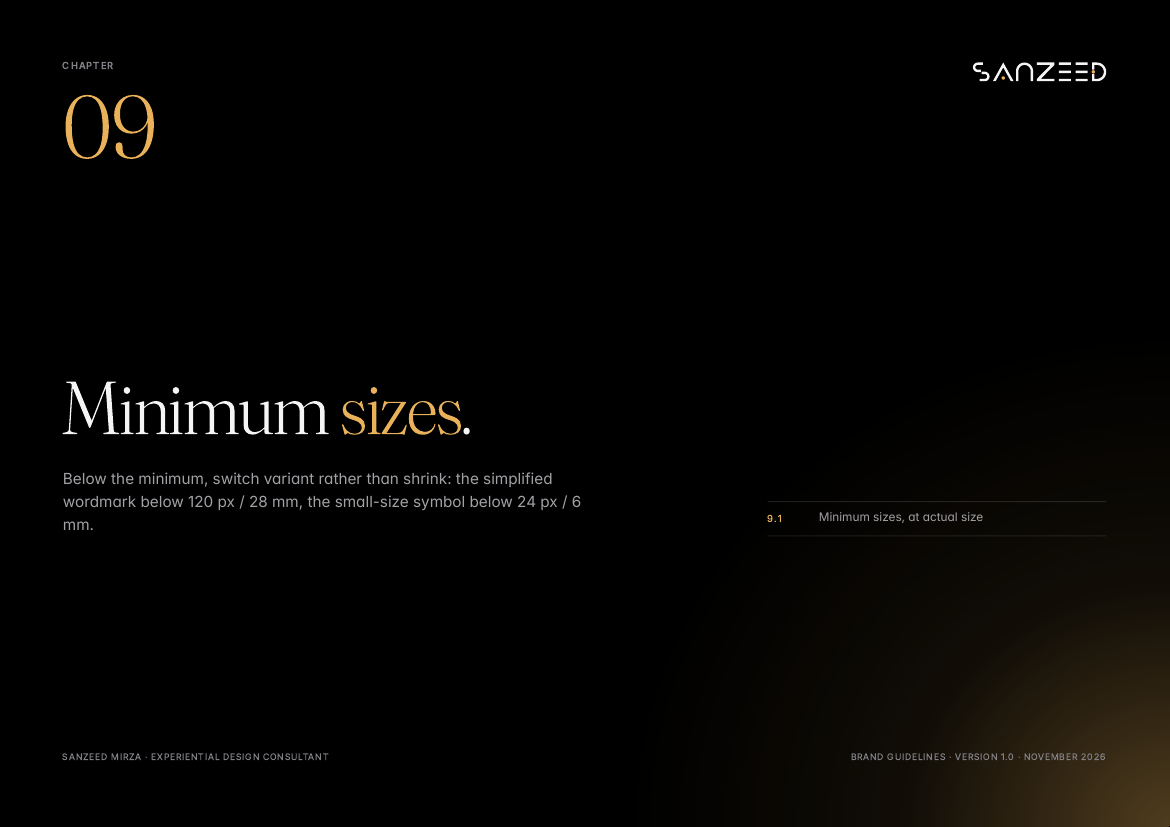 CHAPTER
SANZEED
09
Minimum sizes.
Below the minimum, switch variant rather than shrink: the simplified
wordmark below 120 px / 28 mm, the small-size symbol below 24 px / 6
mm.
9.1 Minimum sizes, at actual size
SANZEED MIRZA · EXPERIENTIAL DESIGN CONSULTANT
BRAND GUIDELINES · VERSION 1.0 · NOVEMBER 2026